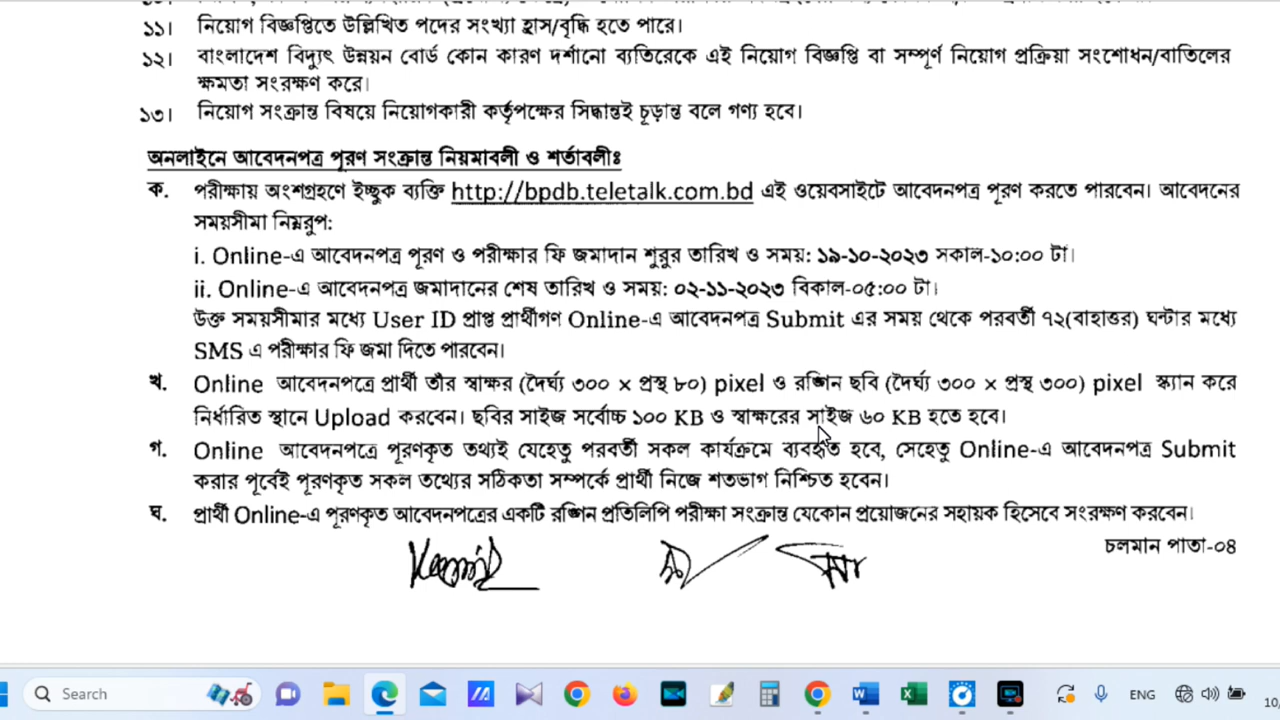 ১১। নিয়োগ বিজ্ঞপ্তিতে উল্লিখিত পদের সংখ্যা হ্রাস/বৃদ্ধি হতে পারে।
১২। বাংলাদেশ বিদ্যুৎ উন্নয়ন বোর্ড কোন কারণ দর্শানো ব্যতিরেকে এই নিয়োগ বিজ্ঞপ্তি বা সম্পূর্ণ নিয়োগ প্রক্রিয়া সংশোধন/বাতিলের
ক্ষমতা সংরক্ষণ করে।
১৩। নিয়োগ সংক্রান্ত বিষয়ে নিয়োগকারী কর্তৃপক্ষের সিদ্ধান্তই চূড়ান্ত বলে গণ্য হবে।
অনলাইনে আবেদনপত্র পূরণ সংক্রান্ত নিয়মাবলী ও শর্তাবলীঃ
ক. পরীক্ষায় অংশগ্রহণে ইচ্ছুক ব্যক্তি http://bpdb.teletalk.com.bd এই ওয়েবসাইটে আবেদনপত্র পূরণ করতে পারবেন। আবেদনের
সময়সীমা নিম্নরুপ:
i. Online-এ আবেদনপত্র পূরণ ও পরীক্ষার ফি জমাদান শুরুর তারিখ ও সময়: ১৯-১০-২০২৩ সকাল-১০:০০ টা।
ii. Online-এ আবেদনপত্র জমাদানের শেষ তারিখ ও সময়: ০২-১১-২০২৩ বিকাল-০৫:০০ টা।
উক্ত সময়সীমার মধ্যে User ID প্রাপ্ত প্রার্থীগণ Online-এ আবেদনপত্র Submit এর সময় থেকে পরবর্তী ৭২(বাহাত্তর) ঘন্টার মধ্যে
SMS এ পরীক্ষার ফি জমা দিতে পারবেন।
খ. Online আবেদনপত্রে প্রার্থী তাঁর স্বাক্ষর (দৈর্ঘ্য ৩০০ × প্রস্থ ৮০) pixel ও রঙ্গিন ছবি (দৈর্ঘ্য ৩০০ × প্রস্থ ৩০০) pixel স্ক্যান করে
নির্ধারিত স্থানে Upload করবেন। ছবির সাইজ সর্বোচ্চ ১০০ KB ও স্বাক্ষরের সাইজ ৬০ KB হতে হবে।
গ. Online আবেদনপত্রে পূরণকৃত তথ্যই যেহেতু পরবর্তী সকল কার্যক্রমে ব্যবহৃত হবে, সেহেতু Online-এ আবেদনপত্র Submit
করার পূর্বেই পূরণকৃত সকল তথ্যের সঠিকতা সম্পর্কে প্রার্থী নিজে শতভাগ নিশ্চিত হবেন।
ঘ. প্রার্থী Online-এ পূরণকৃত আবেদনপত্রের একটি রঙ্গিন প্রতিলিপি পরীক্ষা সংক্রান্ত যেকোন প্রয়োজনের সহায়ক হিসেবে সংরক্ষণ করবেন।
চলমান পাতা-০৪
Search ENG